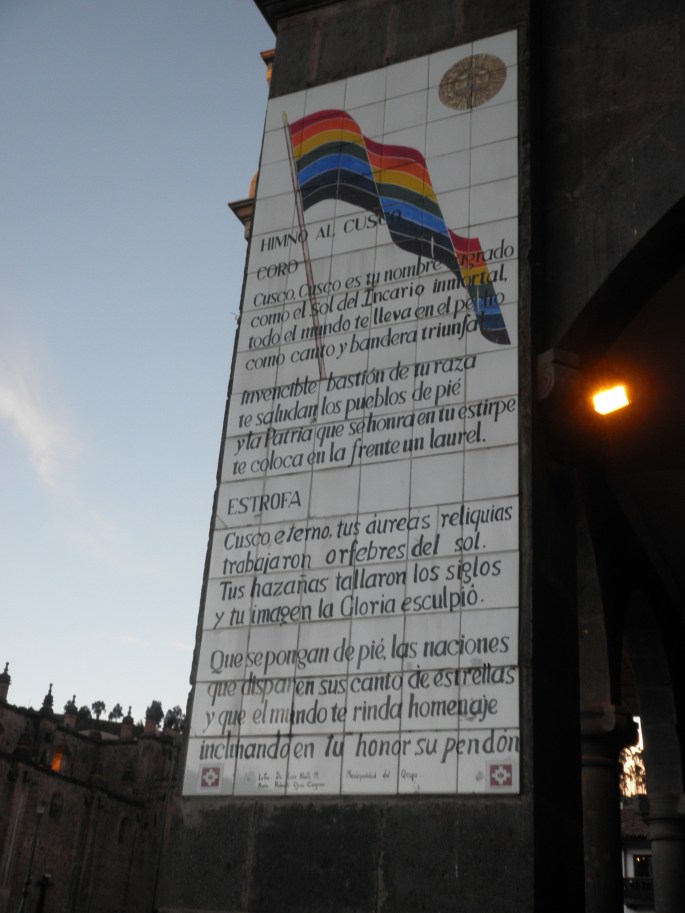 HIMNO AL CUSCO
CORO
Cusco, Cusco es tu nombre sagrado
como el sol del Incario inmortal,
todo el mundo te lleva en el pecho
como canto y bandera triunfal
Invencible bastión de tu raza
te saludan los pueblos de pié
y la Patria que se honra en tu estirpe
te coloca en la frente un laurel.
ESTROFA
Cusco, eterno, tus áureas reliquias
trabajaron orfebres del sol.
Tus hazañas tallaron los siglos
y tu imagen la Gloria esculpió.
Que se pongan de pié, las naciones
que disparen sus canto de estrellas
y que el mundo te rinda homenaje
inclinando en tu honor su pendón
Municipalidad del Qosqo